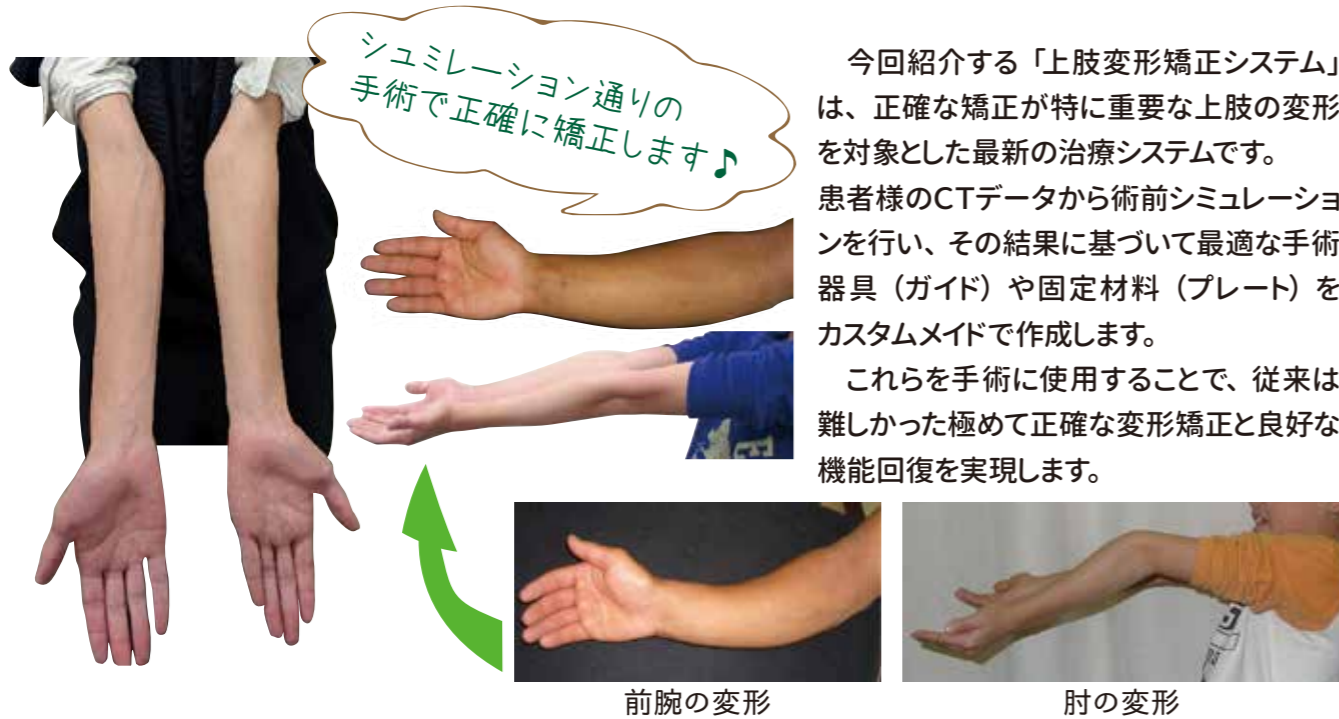 シュミレーション通りの
手術で正確に矯正します♪
今回紹介する「上肢変形矯正システム」
は、正確な矯正が特に重要な上肢の変形
を対象とした最新の治療システムです。
患者様のCTデータから術前シミュレーショ
ンを行い、その結果に基づいて最適な手術
器具（ガイド）や固定材料（プレート）を
カスタムメイドで作成します。
これらを手術に使用することで、従来は
難しかった極めて正確な変形矯正と良好な
機能回復を実現します。
前腕の変形
肘の変形